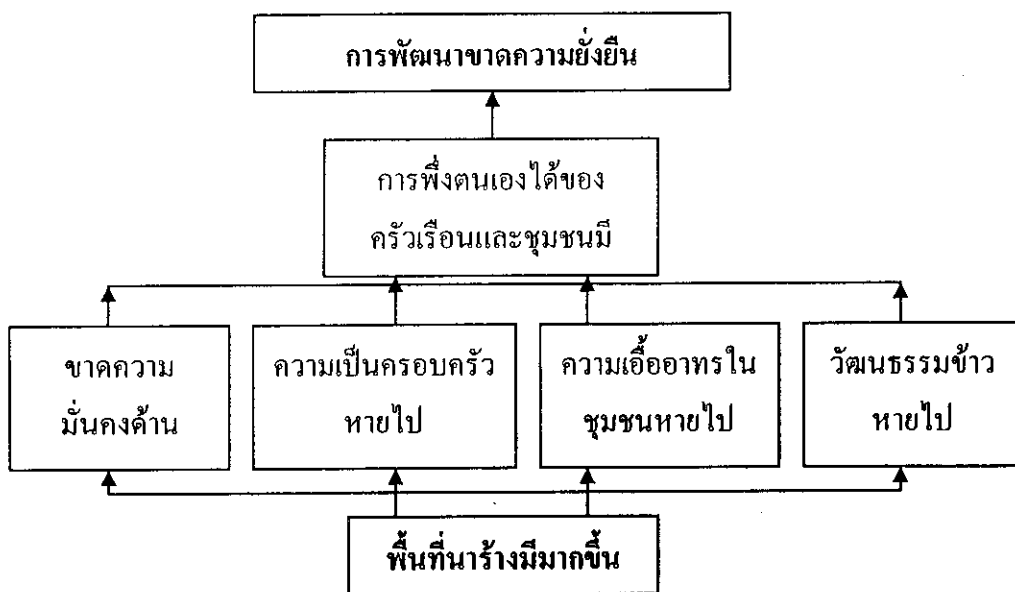 การพัฒนาขาดความยั่งยืน
การพึ่งตนเองได้ของ
ครัวเรือนและชุมชนมี
ขาดความ
มั่นคงด้าน
ความเป็นครอบครัว
หายไป
ความเอื้ออาทรใน
ชุมชนหายไป
วัฒนธรรมข้าว
หายไป
พื้นที่นาร้างมีมากขึ้น